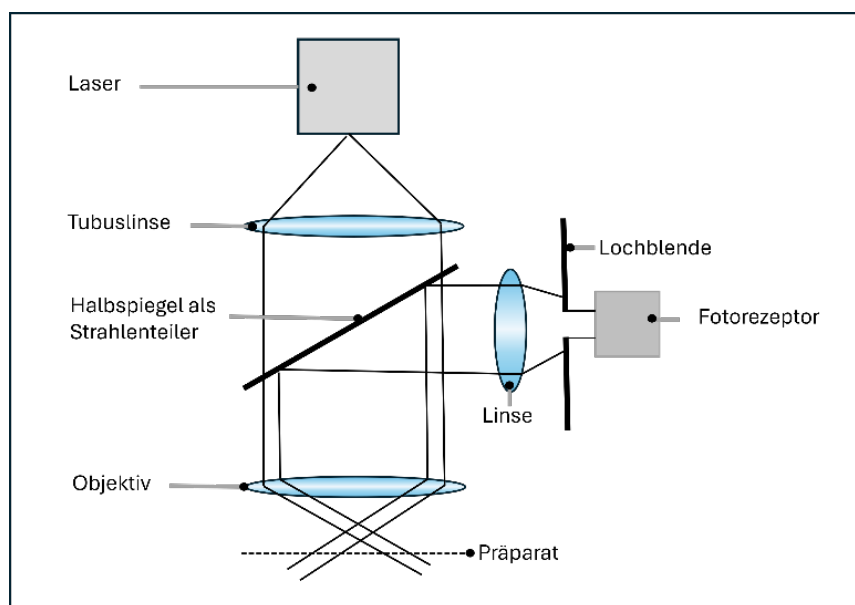 Laser
Tubuslinse
Lochblende
Halbspiegel als
Strahlenteiler
Fotorezeptor
Linse
Objektiv
Präparat